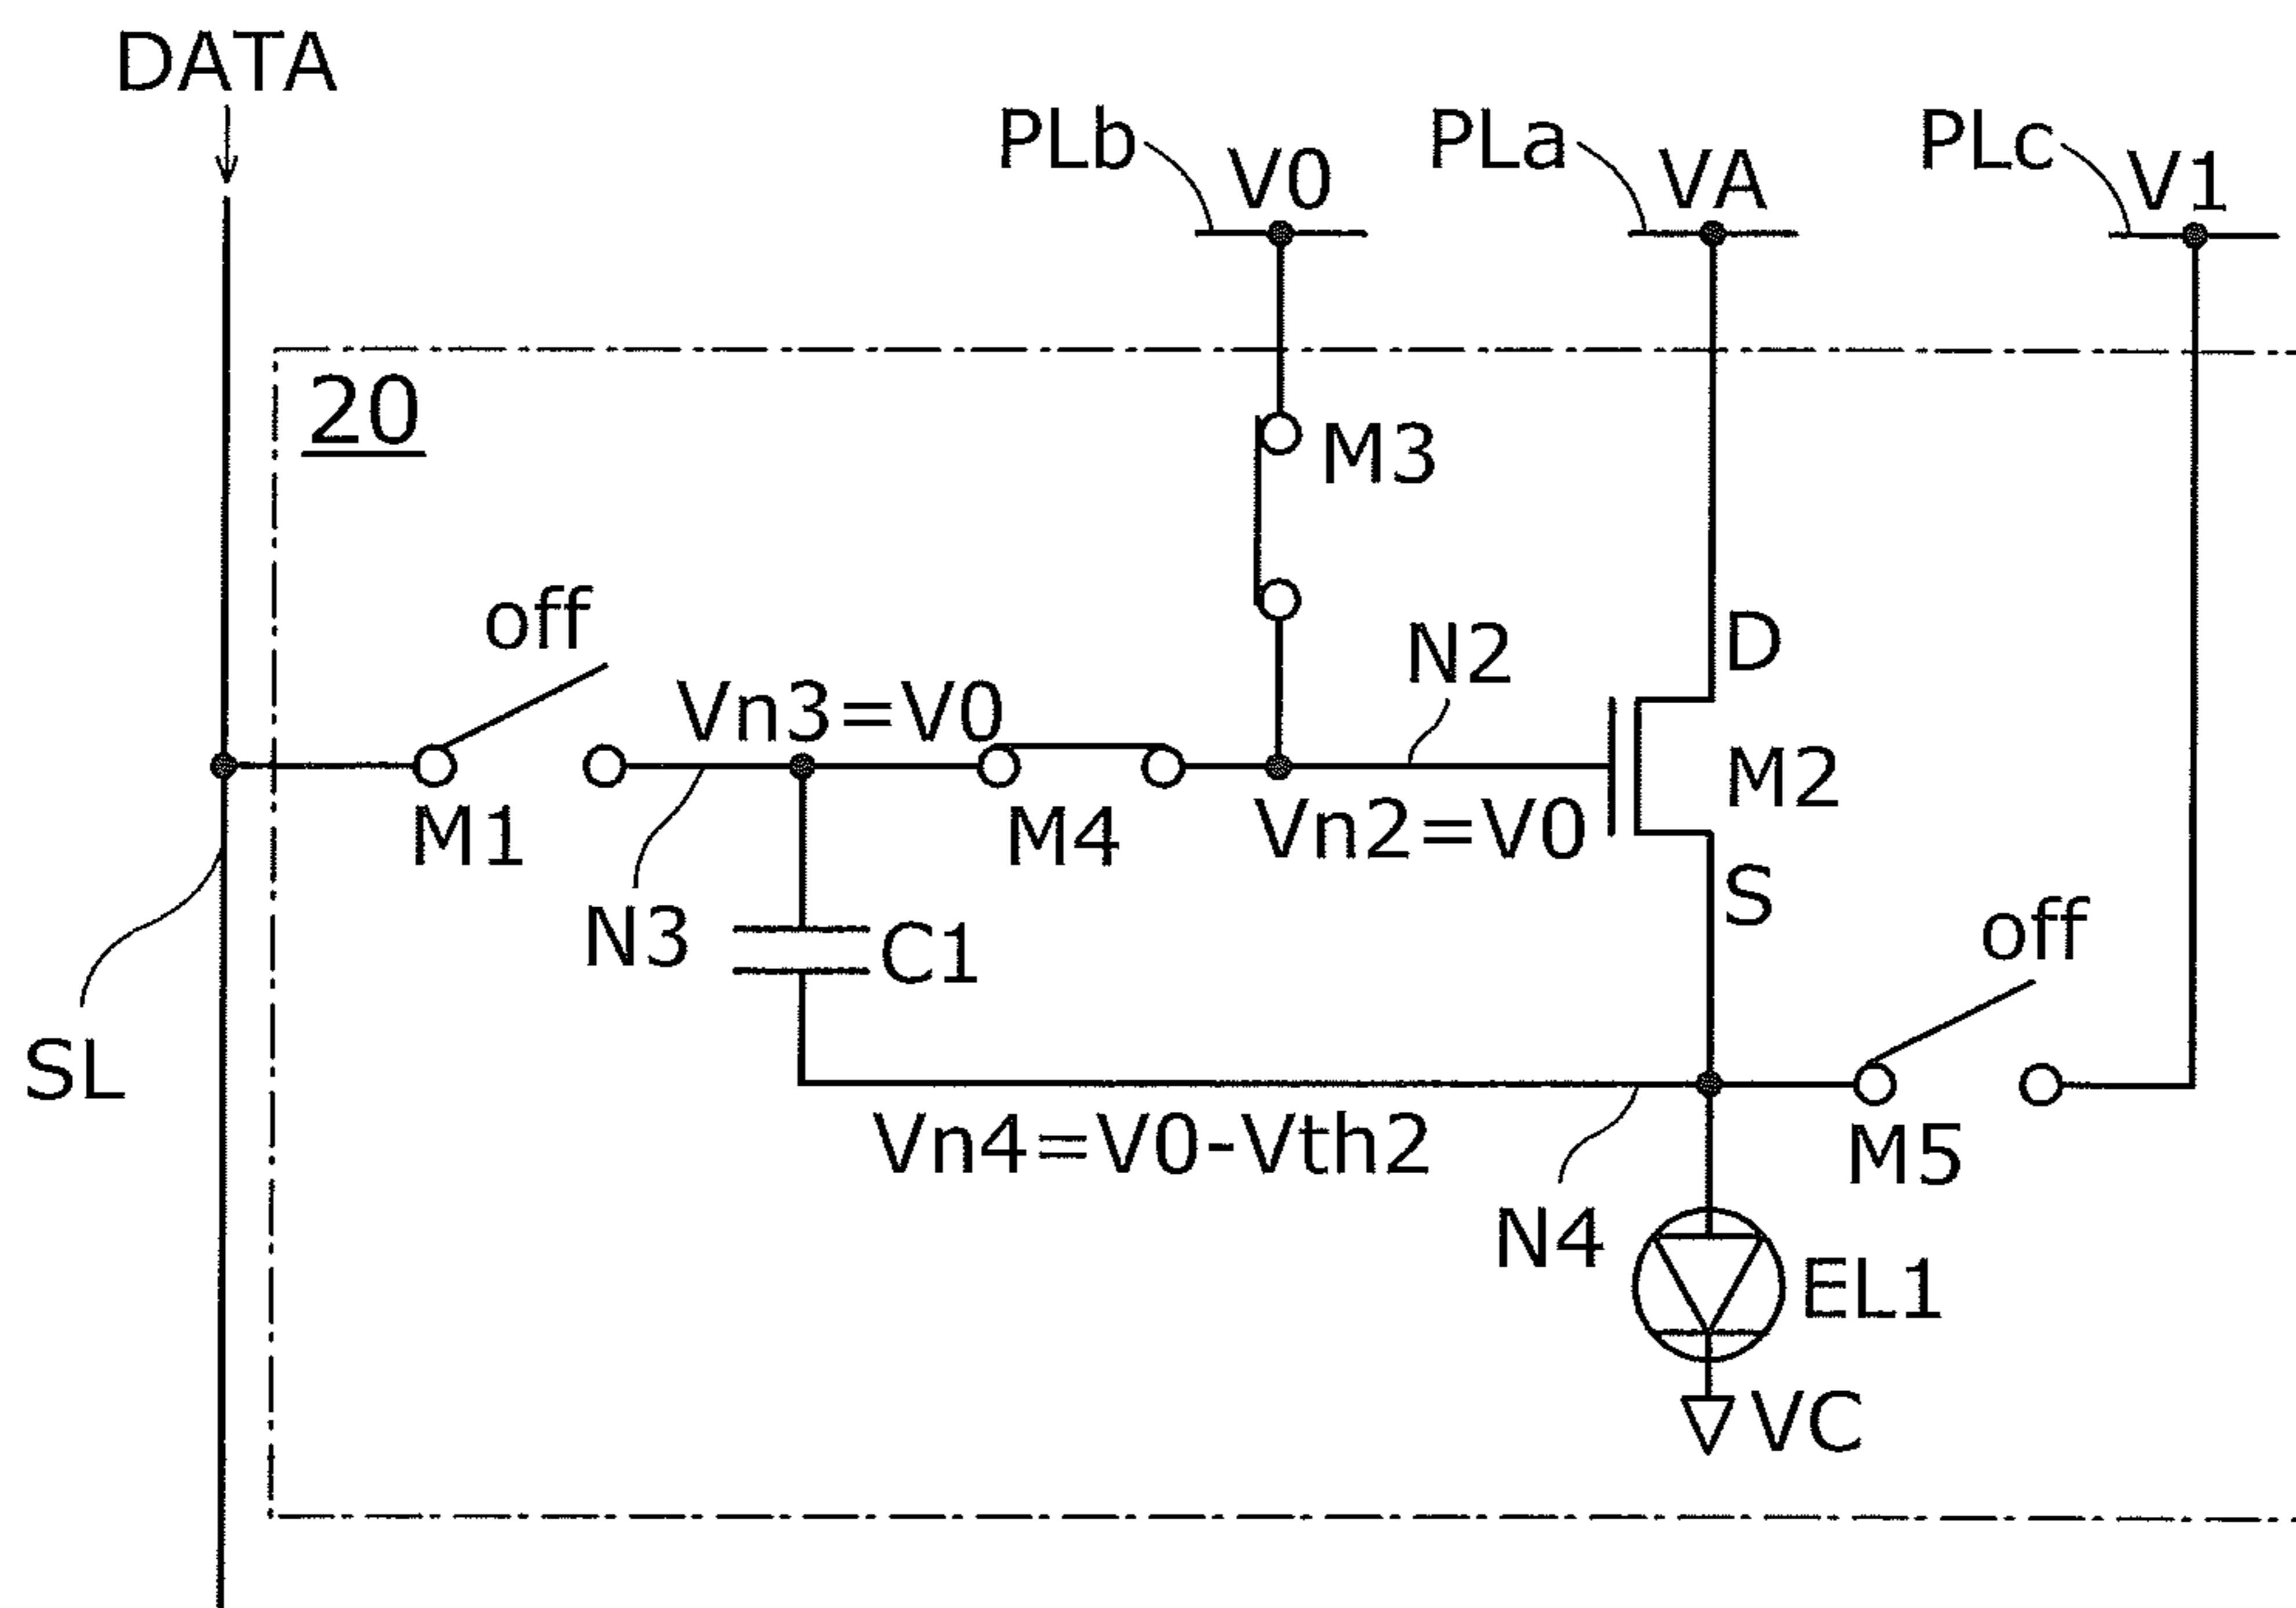 DATA
PLb
V0
PLa
VA
PLc
V1
20
M3
off
N2
D
Vn3=V0
M2
M1
M4
Vn2=V0
S
N3
C1
off
SL
Vn4=V0-Vth2
M5
N4
EL1
VC